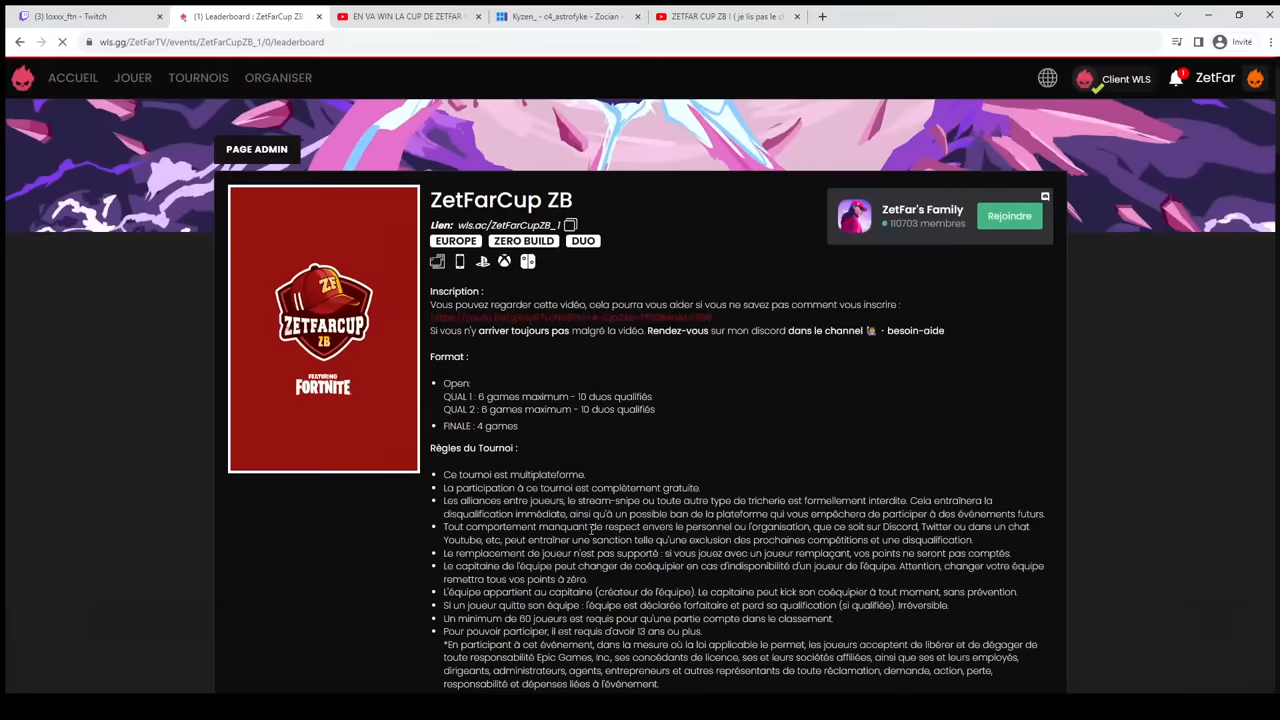 (3) loxxx_ftn - Twitch
(1) Leaderboard : ZetFarCup ZB
EN VA WIN LA CUP DE ZETFAR
Kyzen_ - c4_astrofyke - Zocian -
ZETFAR CUP ZB ! ( je lis pas le c
wls.gg/ZetFarTV/events/ZetFarCupZB_1/0/leaderboard
Invité
ACCUEIL
JOUER
TOURNOIS
ORGANISER
Client WLS
1
ZetFar
PAGE ADMIN
ZF
ZETFARCUP
ZB
FEATURING
FORTNITE
ZetFarCup ZB
Lien: wls.ac/ZetFarCupZB_1
EUROPE
ZERO BUILD
DUO
ZetFar's Family
110703 membres
Rejoindre
Inscription :
Vous pouvez regarder cette vidéo, cela pourra vous aider si vous ne savez pas comment vous inscrire :
Si vous n'y arriver toujours pas malgré la vidéo. Rendez-vous sur mon discord dans le channel 🙋‍♀️・besoin-aide
Format :
• Open:
QUAL 1 : 6 games maximum - 10 duos qualifiés
QUAL 2 : 6 games maximum - 10 duos qualifiés
• FINALE : 4 games
Règles du Tournoi :
• Ce tournoi est multiplateforme.
• La participation à ce tournoi est complètement gratuite.
• Les alliances entre joueurs, le stream-snipe ou toute autre type de tricherie est formellement interdite. Cela entraînera la
disqualification immédiate, ainsi qu'à un possible ban de la plateforme qui vous empêchera de participer à des événements futurs.
• Tout comportement manquant de respect envers le personnel ou l'organisation, que ce soit sur Discord, Twitter ou dans un chat
Youtube, etc, peut entraîner une sanction telle qu'une exclusion des prochaines compétitions et une disqualification.
• Le remplacement de joueur n'est pas supporté : si vous jouez avec un joueur remplaçant, vos points ne seront pas comptés.
• Le capitaine de l'équipe peut changer de coéquipier en cas d'indisponibilité d'un joueur de l'équipe. Attention, changer votre équipe
remettra tous vos points à zéro.
• L'équipe appartient au capitaine (créateur de l'équipe). Le capitaine peut kick son coéquipier à tout moment, sans prévention.
• Si un joueur quitte son équipe : l'équipe est déclarée forfaitaire et perd sa qualification (si qualifiée). Irréversible.
• Un minimum de 60 joueurs est requis pour qu'une partie compte dans le classement.
• Pour pouvoir participer, il est requis d'avoir 13 ans ou plus.
*En participant à cet événement, dans la mesure où la loi applicable le permet, les joueurs acceptent de libérer et de dégager de
toute responsabilité Epic Games, Inc, ses concédants de licence, ses et leurs sociétés affiliées, ainsi que ses et leurs employés,
dirigeants, administrateurs, agents, entrepreneurs et autres représentants de toute réclamation, demande, action, perte,
responsabilité et dépenses liées à l'événement.